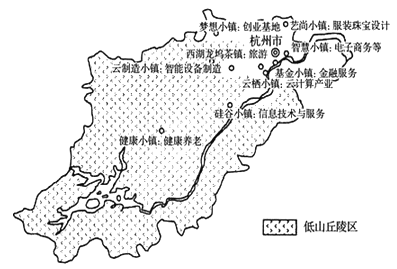 梦想小镇：创业基地
艺尚小镇：服装珠宝设计
杭州市
智慧小镇：电子商务等
西湖龙坞茶镇：旅游
云制造小镇：智能设备制造
基金小镇：金融服务
云栖小镇：云计算产业
硅谷小镇：信息技术与服务
健康小镇：健康养老
低山丘陵区